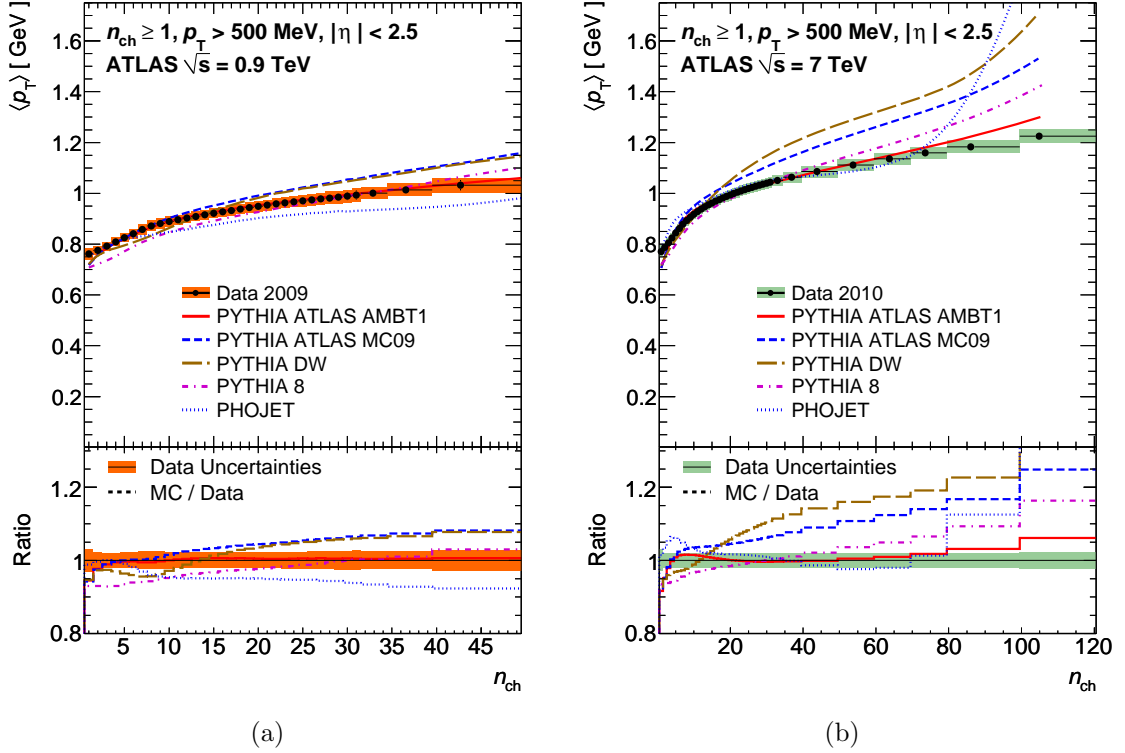 ⟨p_T⟩ [ GeV ]
1.6
1.4
1.2
1
0.8
0.6
0.4
0.2
n_ch ≥ 1, p_T > 500 MeV, | η | < 2.5
ATLAS √s = 0.9 TeV
Data 2009
PYTHIA ATLAS AMBT1
PYTHIA ATLAS MC09
PYTHIA DW
PYTHIA 8
PHOJET
Ratio
1.2
1
0.8
Data Uncertainties
MC / Data
5 10 15 20 25 30 35 40 45
n_ch
(a)
⟨p_T⟩ [ GeV ]
1.6
1.4
1.2
1
0.8
0.6
0.4
0.2
n_ch ≥ 1, p_T > 500 MeV, | η | < 2.5
ATLAS √s = 7 TeV
Data 2010
PYTHIA ATLAS AMBT1
PYTHIA ATLAS MC09
PYTHIA DW
PYTHIA 8
PHOJET
Ratio
1.2
1
0.8
Data Uncertainties
MC / Data
20 40 60 80 100 120
n_ch
(b)